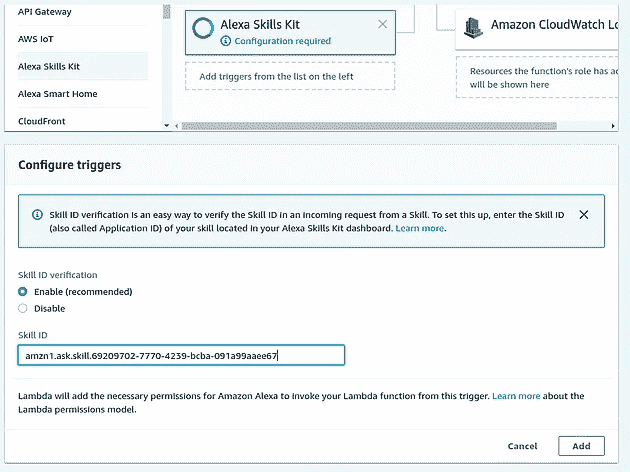 API Gateway
AWS IoT
Alexa Skills Kit
Alexa Smart Home
CloudFront
Alexa Skills Kit
Configuration required
Add triggers from the list on the left
Amazon CloudWatch Lo
Resources the function's role has ac
will be shown here
Configure triggers
Skill ID verification is an easy way to verify the Skill ID in an incoming request from a Skill. To set this up, enter the Skill ID
(also called Application ID) of your skill located in your Alexa Skills Kit dashboard. Learn more.
Skill ID verification
Enable (recommended)
Disable
Skill ID
amzn1.ask.skill.69209702-7770-4239-bcba-091a99aaee67
Lambda will add the necessary permissions for Amazon Alexa to invoke your Lambda function from this trigger. Learn more about the
Lambda permissions model.
Cancel
Add